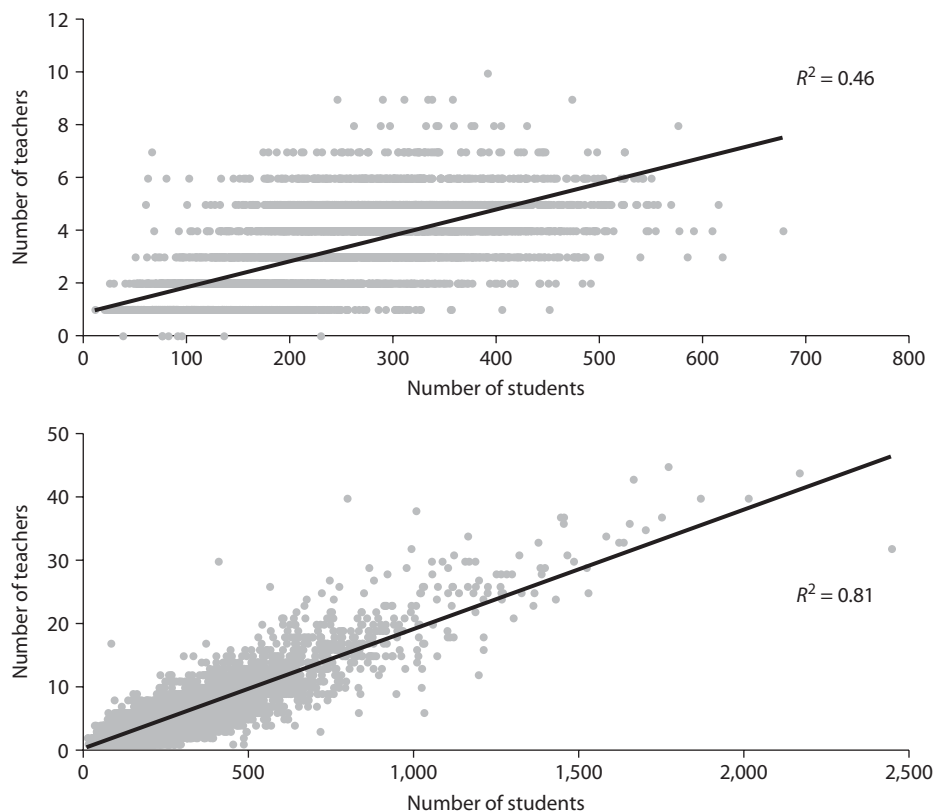 12
10
8
6
4
2
0
Number of teachers
R² = 0.46
0 100 200 300 400 500 600 700 800
Number of students
50
40
30
20
10
0
Number of teachers
R² = 0.81
0 500 1,000 1,500 2,000 2,500
Number of students